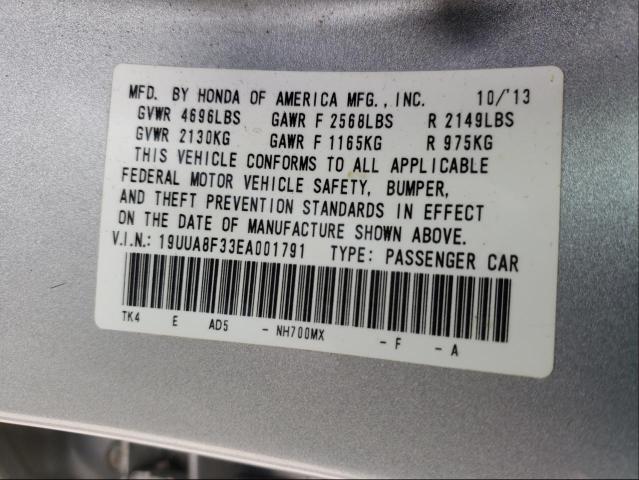 MFD. BY HONDA OF AMERICA MFG., INC. 10/'13
GVWR 4696LBS GAWR F 2568LBS R 2149LBS
GVWR 2130KG GAWR F 1165KG R 975KG
THIS VEHICLE CONFORMS TO ALL APPLICABLE
FEDERAL MOTOR VEHICLE SAFETY, BUMPER,
AND THEFT PREVENTION STANDARDS IN EFFECT
ON THE DATE OF MANUFACTURE SHOWN ABOVE.
V.I.N.: 19UUA8F33EA001791 TYPE: PASSENGER CAR
TK4 E AD5 - NH700MX - F - A